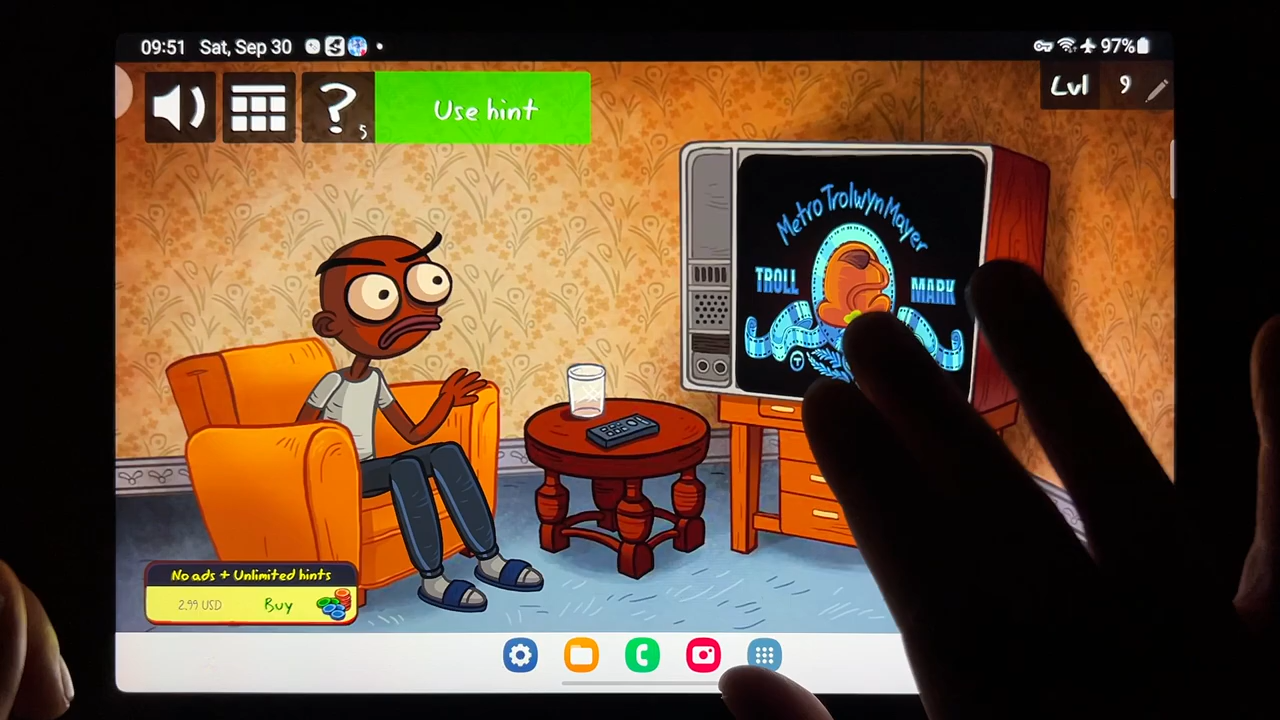 09:51 Sat, Sep 30
97%
Use hint
5
Lvl 9
Metro TrolwynMayer
TROLL MARK
T
No ads + Unlimited hints
2.99 USD Buy